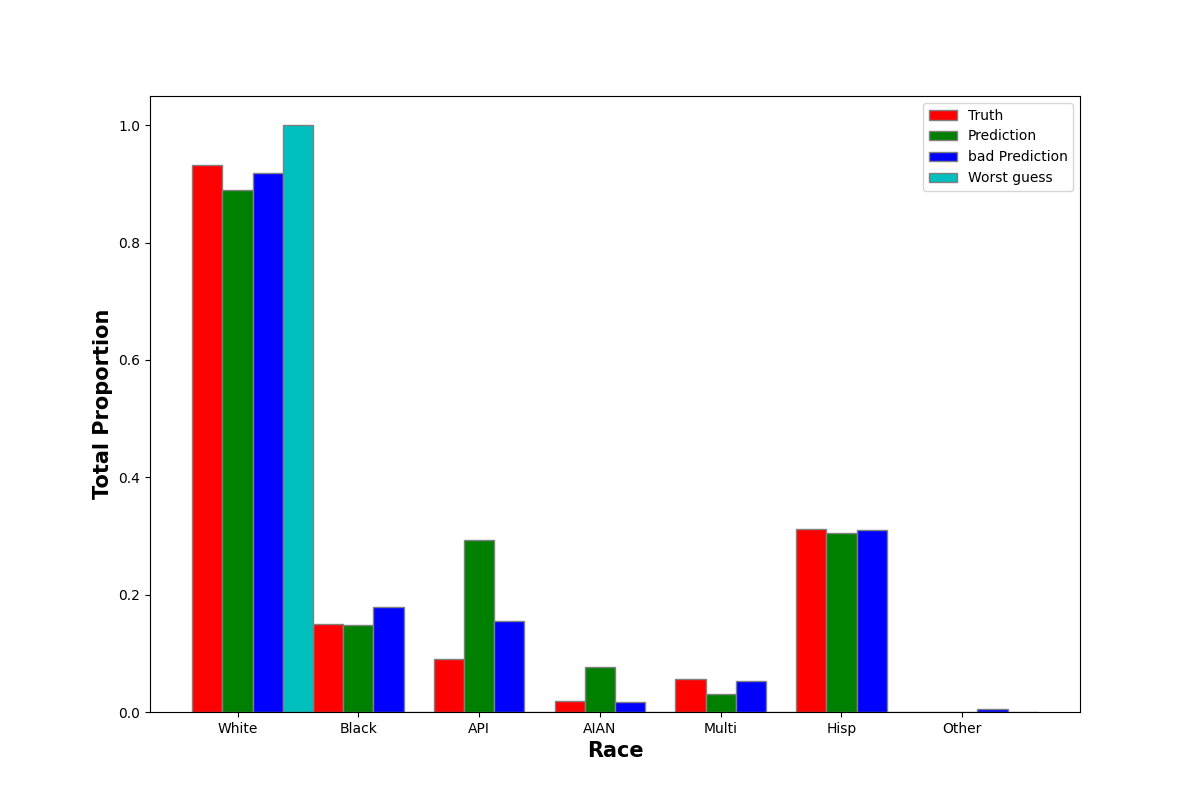 Truth
Prediction
bad Prediction
Worst guess
1.0
0.8
0.6
0.4
0.2
0.0
Total Proportion
White Black API AIAN Multi Hisp Other
Race